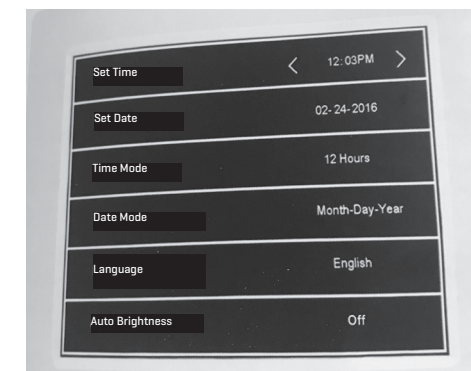 Set Time < 12:03PM >
Set Date 02-24-2016
Time Mode 12 Hours
Date Mode Month-Day-Year
Language English
Auto Brightness Off